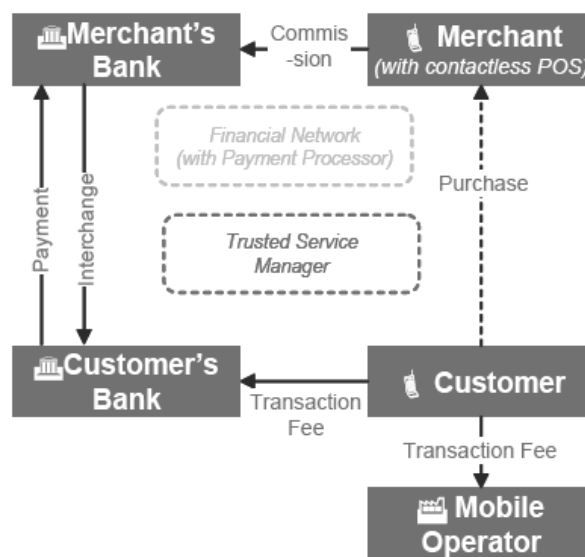 Merchant's
Bank
Commis
-sion
Merchant
(with contactless POS)
Financial Network
(with Payment Processor)
Payment
Interchange
Purchase
Trusted Service
Manager
Customer's
Bank
Transaction
Fee
Customer
Transaction Fee
Mobile
Operator